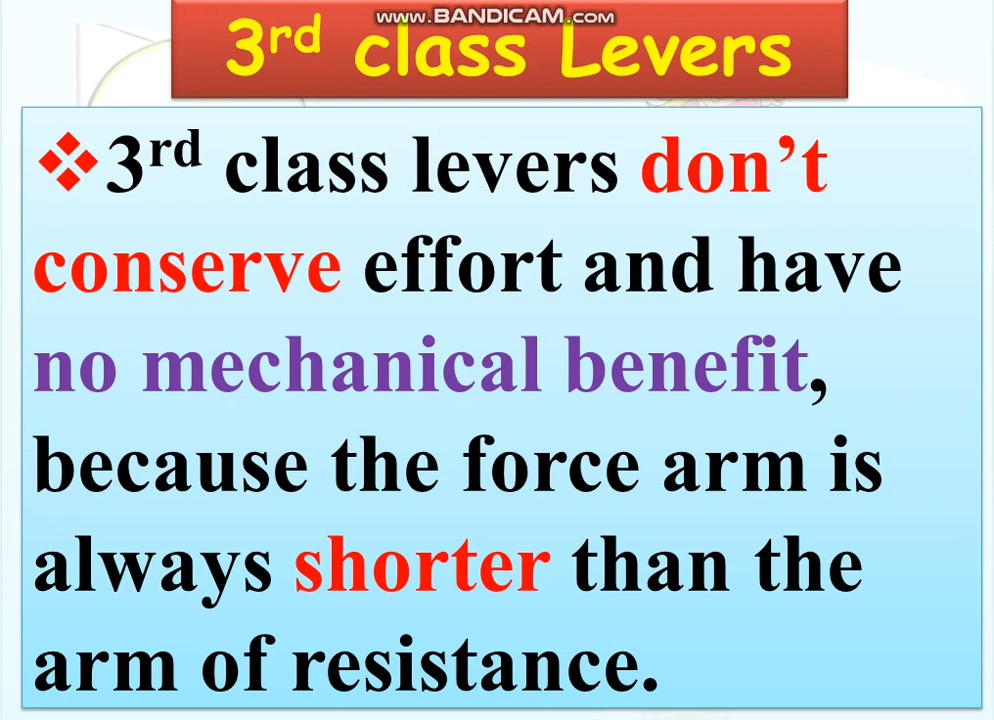 www.BANDICAM.com
3rd class Levers
❖3rd class levers don't
conserve effort and have
no mechanical benefit,
because the force arm is
always shorter than the
arm of resistance.